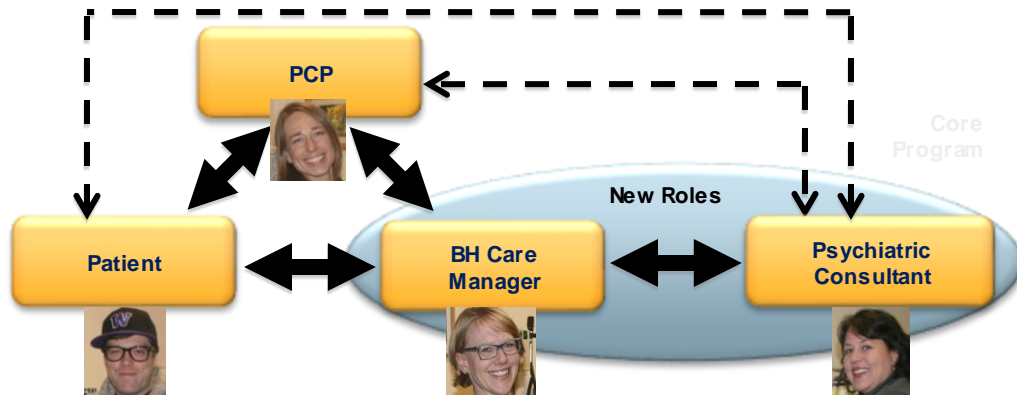 PCP
Core
Program
New Roles
Patient
BH Care
Manager
Psychiatric
Consultant
W